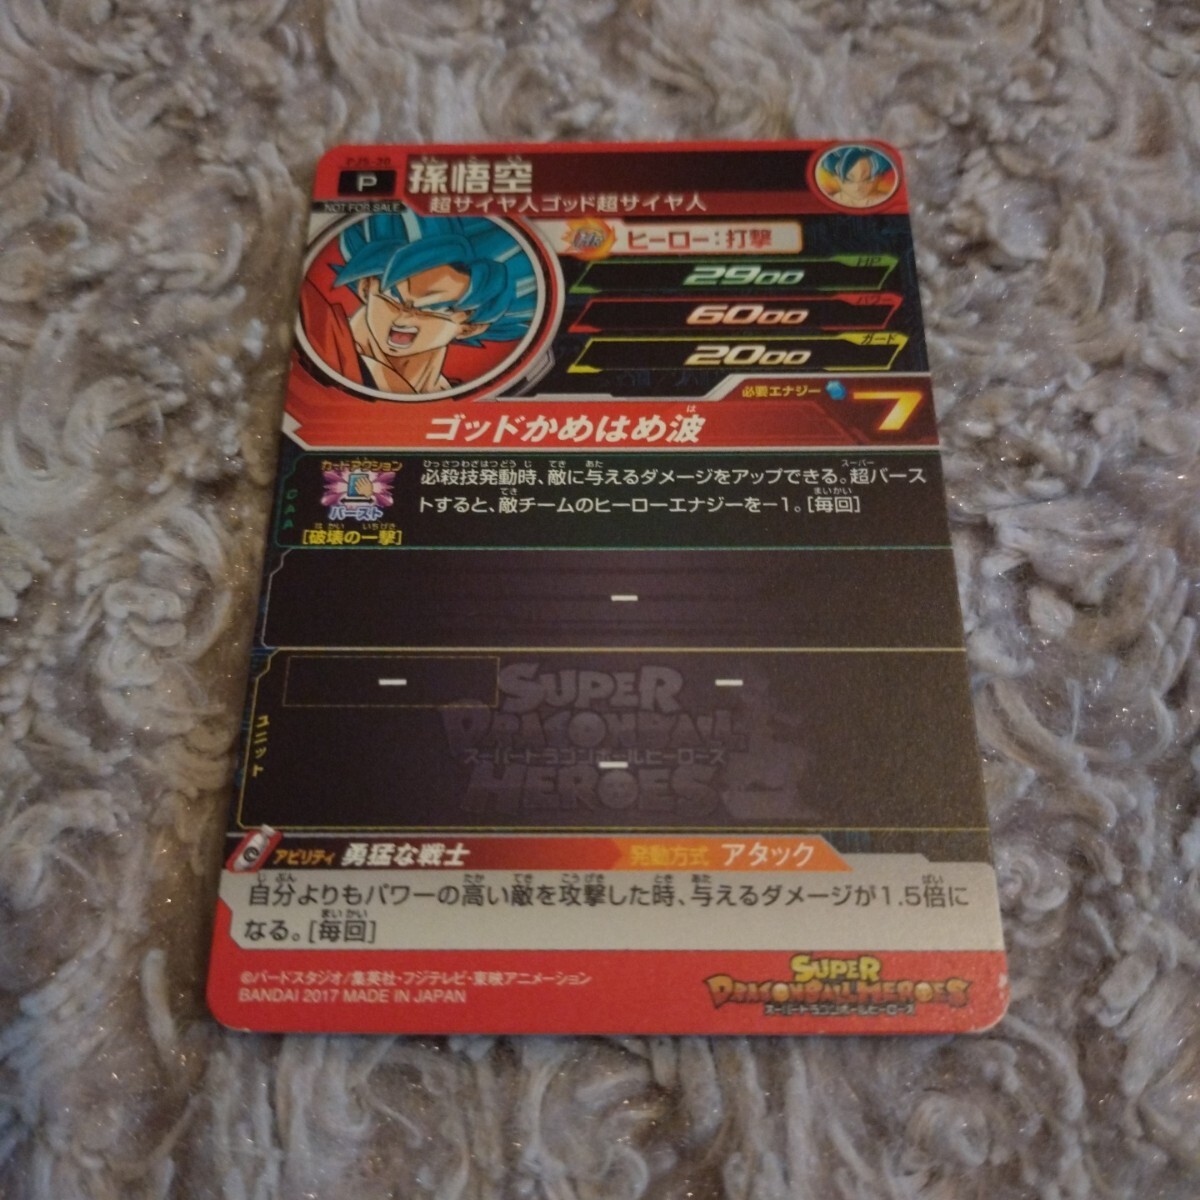 PJS-20
P
NOT FOR SALE
孫悟空
超サイヤ人ゴッド超サイヤ人
ヒーロー:打撃
HP
2900
パワー
6000
ガード
2000
必要エナジー 7
ゴッドかめはめ波
CAA
カードアクション
バースト
[破壊の一撃]
必殺技発動時、敵に与えるダメージをアップできる。超バース
トすると、敵チームのヒーローエナジーを−1。[毎回]
ー
ユニット
ー
ー
ー
SUPER
DRAGONBALL
スーパードラゴンボールヒーローズ
HEROES
アビリティ 勇猛な戦士
発動方式 アタック
自分よりもパワーの高い敵を攻撃した時、与えるダメージが1.5倍に
なる。[毎回]
©バードスタジオ/集英社・フジテレビ・東映アニメーション
BANDAI 2017 MADE IN JAPAN
SUPER
DRAGONBALL HEROES
スーパードラゴンボールヒーローズ